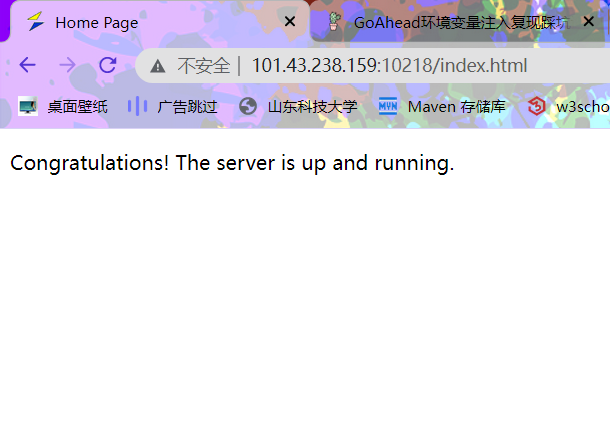 Home Page
GoAhead环境变量注入复现踩坑
不安全 | 101.43.238.159:10218/index.html
桌面壁纸 广告跳过 山东科技大学 MVN Maven 存储库 w3scho
Congratulations! The server is up and running.